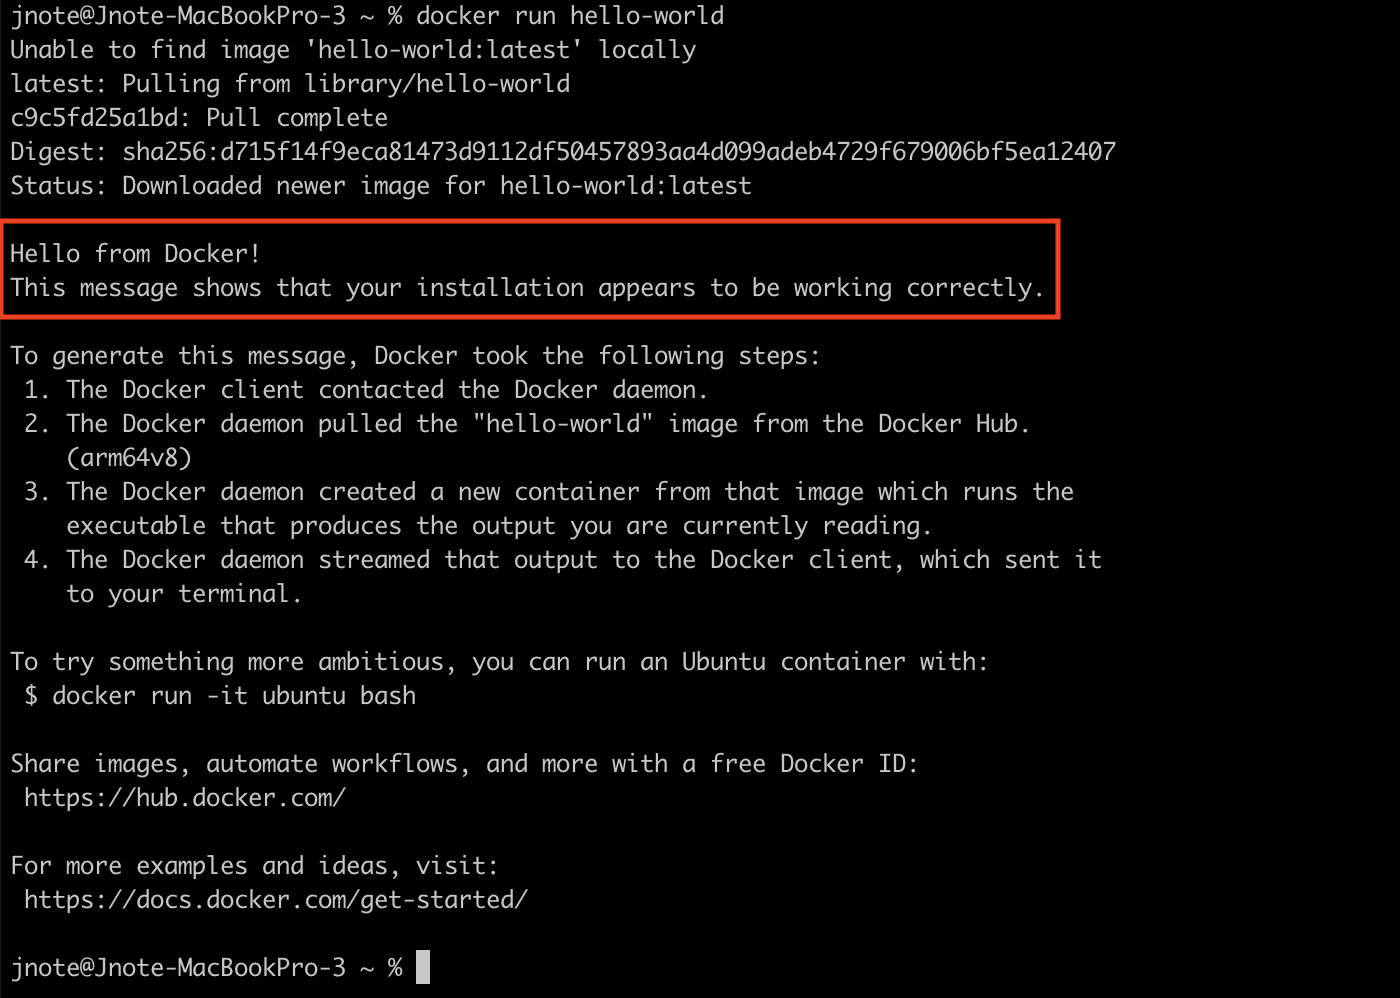 jnote@Jnote-MacBookPro-3 ~ % docker run hello-world
Unable to find image 'hello-world:latest' locally
latest: Pulling from library/hello-world
c9c5fd25a1bd: Pull complete
Digest: sha256:d715f14f9eca81473d9112df50457893aa4d099adeb4729f679006bf5ea12407
Status: Downloaded newer image for hello-world:latest
Hello from Docker!
This message shows that your installation appears to be working correctly.
To generate this message, Docker took the following steps:
1. The Docker client contacted the Docker daemon.
2. The Docker daemon pulled the "hello-world" image from the Docker Hub.
(arm64v8)
3. The Docker daemon created a new container from that image which runs the
executable that produces the output you are currently reading.
4. The Docker daemon streamed that output to the Docker client, which sent it
to your terminal.
To try something more ambitious, you can run an Ubuntu container with:
$ docker run -it ubuntu bash
Share images, automate workflows, and more with a free Docker ID:
https://hub.docker.com/
For more examples and ideas, visit:
https://docs.docker.com/get-started/
jnote@Jnote-MacBookPro-3 ~ %